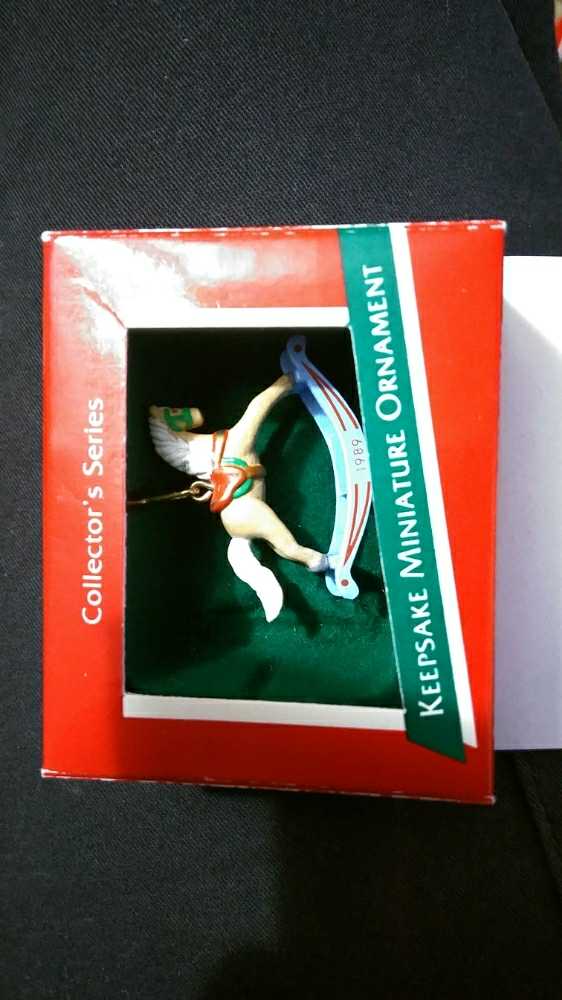 Collector's Series
1989
KEEPSAKE MINIATURE ORNAMENT